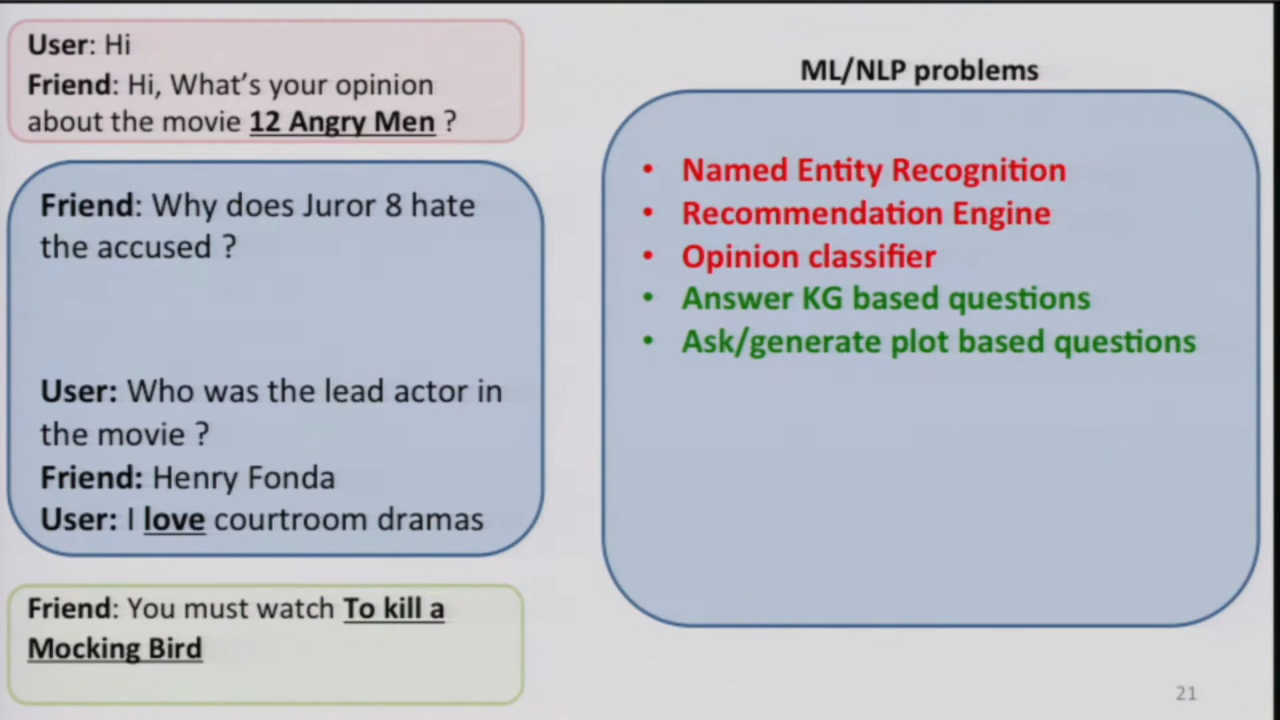 User: Hi
Friend: Hi, What's your opinion
about the movie 12 Angry Men ?
Friend: Why does Juror 8 hate
the accused ?
User: Who was the lead actor in
the movie ?
Friend: Henry Fonda
User: I love courtroom dramas
Friend: You must watch To kill a
Mocking Bird
ML/NLP problems
• Named Entity Recognition
• Recommendation Engine
• Opinion classifier
• Answer KG based questions
• Ask/generate plot based questions
21